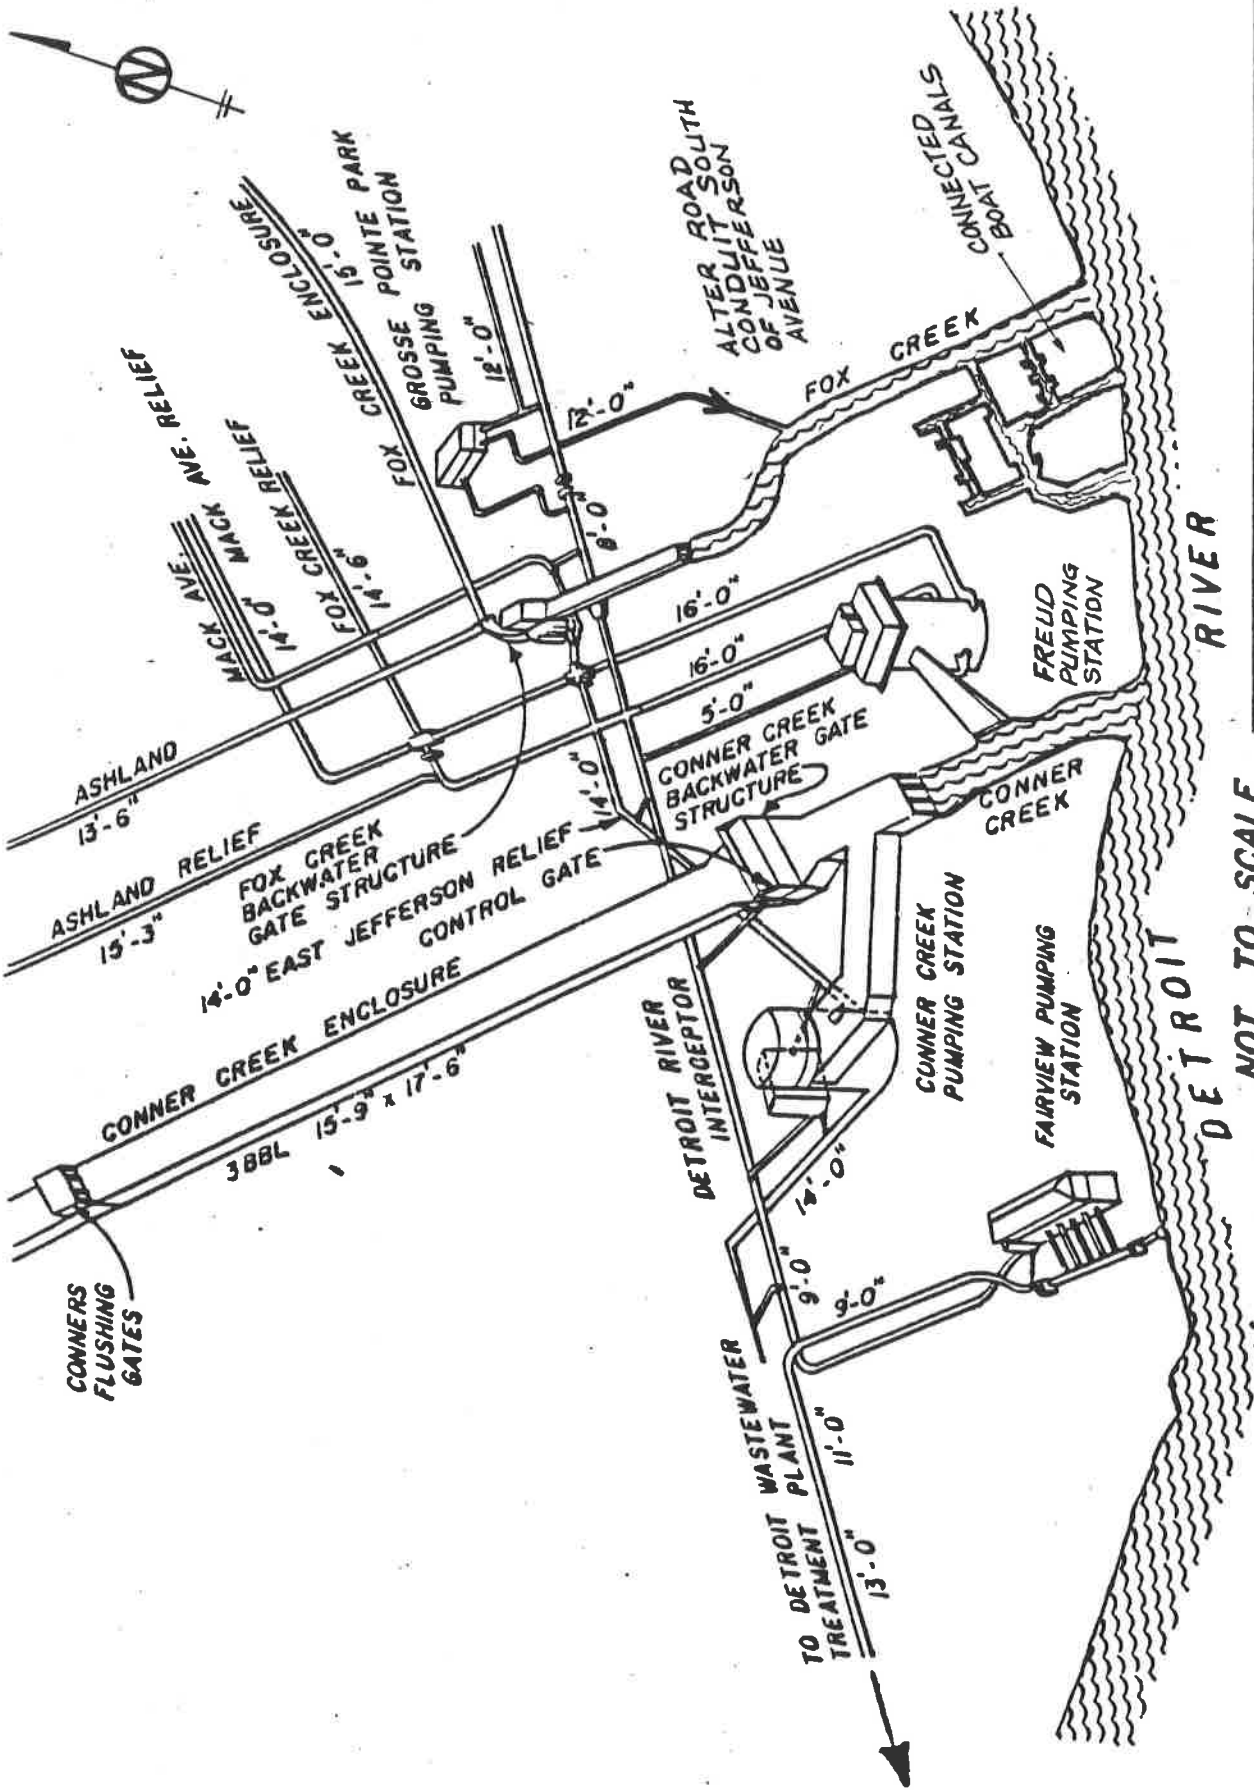 N
MACK AVE.
14'-0" MACK AVE. RELIEF
FOX CREEK RELIEF
14'-6"
FOX CREEK ENCLOSURE
15'-0"
GROSSE POINTE PARK
PUMPING STATION
12'-0"
12'-0"
8'-0"
ALTER ROAD
CONDUIT SOUTH
OF JEFFERSON
AVENUE
FOX CREEK
CONNECTED
BOAT CANALS
ASHLAND
13'-6"
ASHLAND RELIEF
15'-3"
FOX CREEK
BACKWATER
GATE STRUCTURE
14'-0" EAST JEFFERSON RELIEF
CONTROL GATE
14'-0"
16'-0"
16'-0"
5'-0"
CONNER CREEK
BACKWATER GATE
STRUCTURE
FREUD
PUMPING
STATION
CONNER
CREEK
CONNER CREEK ENCLOSURE
3 BBL 15'-9" x 17'-6"
CONNERS
FLUSHING
GATES
DETROIT RIVER
INTERCEPTOR
CONNER CREEK
PUMPING STATION
14'-0"
FAIRVIEW PUMPING
STATION
9'-0"
9'-0"
11'-0"
13'-0"
TO DETROIT WASTEWATER
TREATMENT PLANT
DETROIT RIVER
NOT TO SCALE